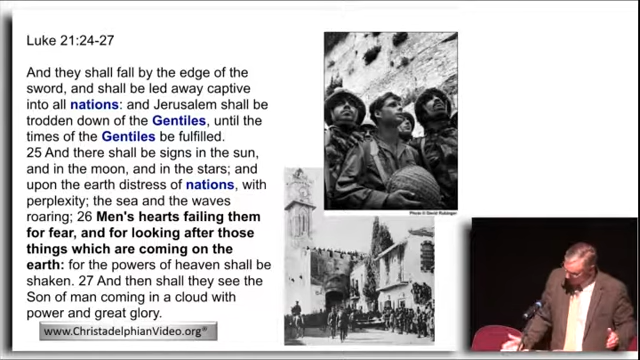 Luke 21:24-27
And they shall fall by the edge of the
sword, and shall be led away captive
into all nations: and Jerusalem shall be
trodden down of the Gentiles, until the
times of the Gentiles be fulfilled.
25 And there shall be signs in the sun,
and in the moon, and in the stars; and
upon the earth distress of nations, with
perplexity; the sea and the waves
roaring; 26 Men's hearts failing them
for fear, and for looking after those
things which are coming on the
earth: for the powers of heaven shall be
shaken. 27 And then shall they see the
Son of man coming in a cloud with
power and great glory.
www.ChristadelphianVideo.org®
Photo © David Rubinger